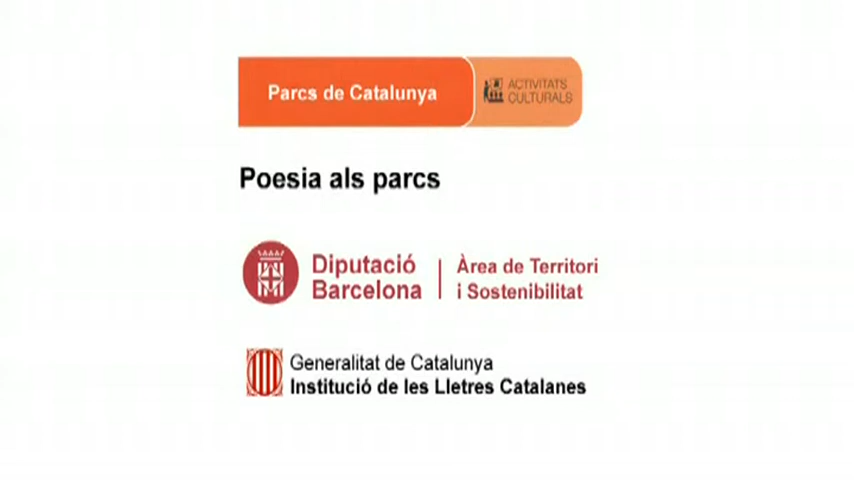 Parcs de Catalunya
ACTIVITATS
CULTURALS
Poesia als parcs
Diputació
Barcelona
Àrea de Territori
i Sostenibilitat
Generalitat de Catalunya
Institució de les Lletres Catalanes